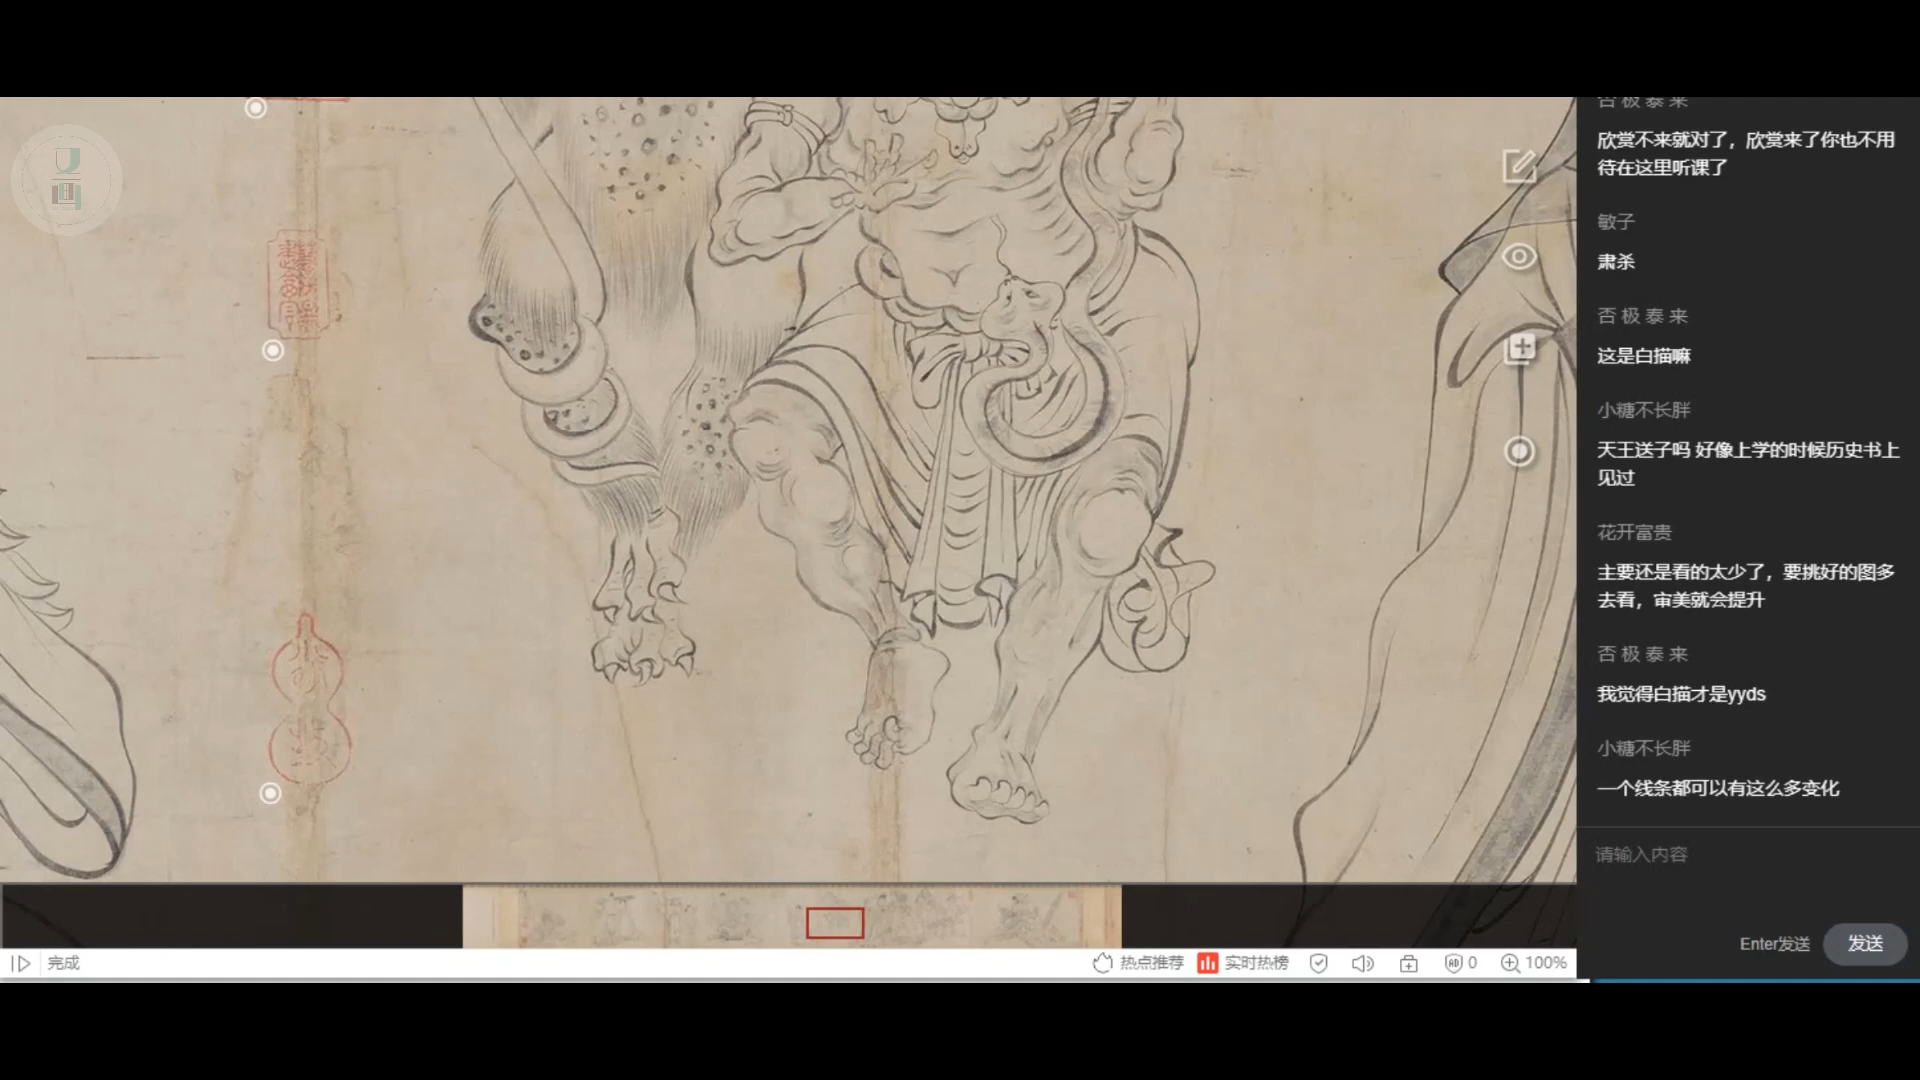 否 极 泰 来
欣赏不来就对了，欣赏来了你也不用
待在这里听课了
敏子
肃杀
否 极 泰 来
这是白描嘛
小糖不长胖
天王送子吗 好像上学的时候历史书上
见过
花开富贵
主要还是看的太少了，要挑好的图多
去看，审美就会提升
否 极 泰 来
我觉得白描才是yyds
小糖不长胖
一个线条都可以有这么多变化
请输入内容
Enter发送
发送
完成
热点推荐
实时热榜
0
100%